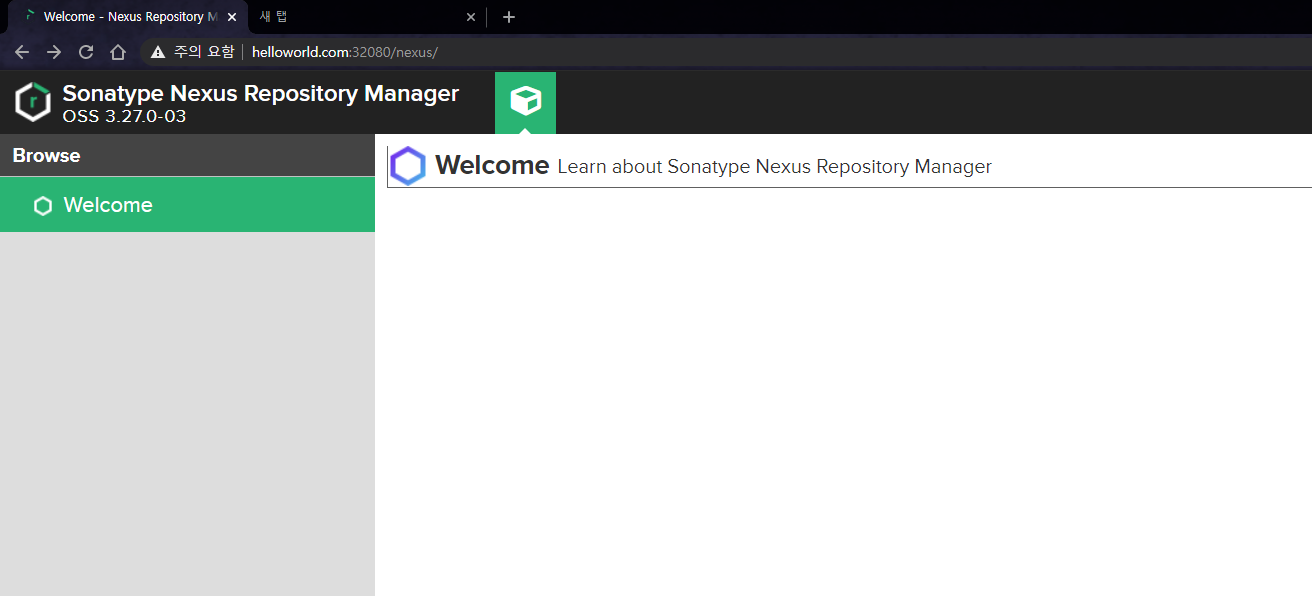 Welcome - Nexus Repository M
새 탭
주의 요함
helloworld.com:32080/nexus/
Sonatype Nexus Repository Manager
OSS 3.27.0-03
Browse
Welcome Learn about Sonatype Nexus Repository Manager
Welcome